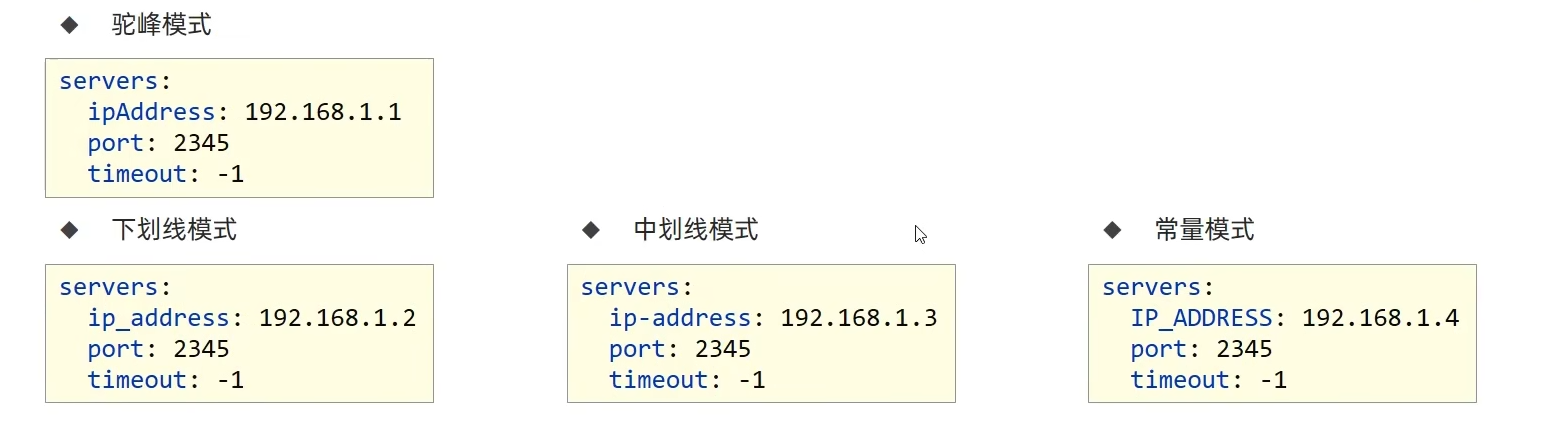 ◆ 驼峰模式
servers:
  ipAddress: 192.168.1.1
  port: 2345
  timeout: -1
◆ 下划线模式
servers:
  ip_address: 192.168.1.2
  port: 2345
  timeout: -1
◆ 中划线模式
servers:
  ip-address: 192.168.1.3
  port: 2345
  timeout: -1
◆ 常量模式
servers:
  IP_ADDRESS: 192.168.1.4
  port: 2345
  timeout: -1